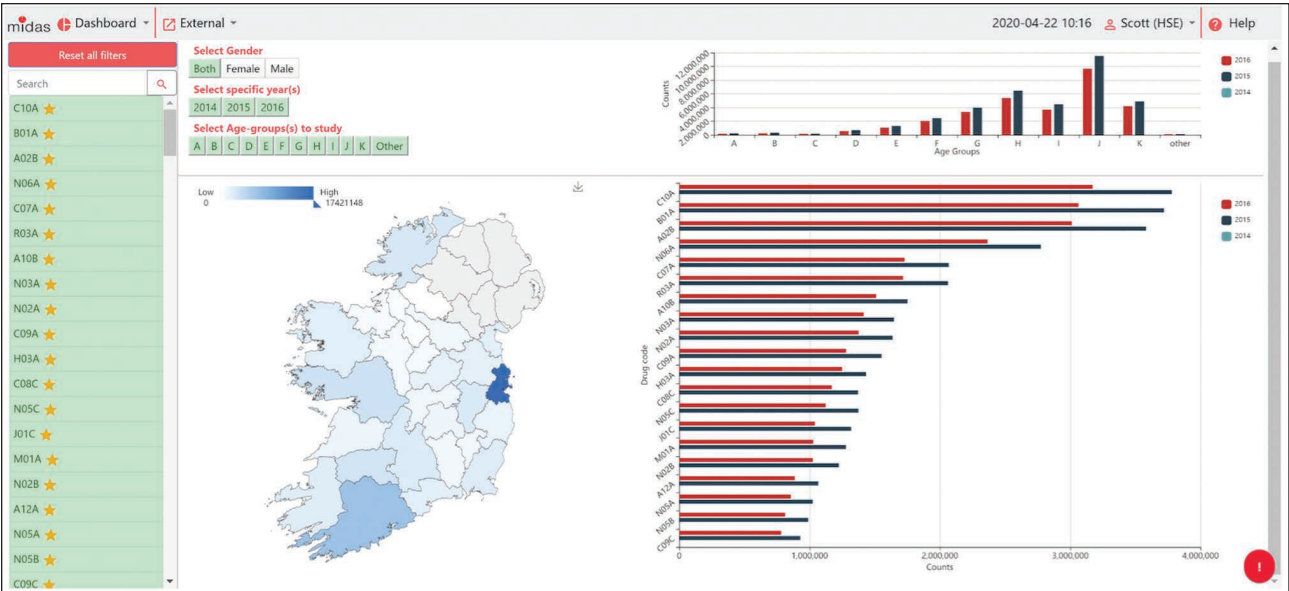 midas Dashboard External 2020-04-22 10:16 Scott (HSE) Help
Reset all filters
Search
C10A
B01A
A02B
N06A
C07A
R03A
A10B
N03A
N02A
C09A
H03A
C08C
N05C
J01C
M01A
N02B
A12A
N05A
N05B
C09C
Select Gender
Both Female Male
Select specific year(s)
2014 2015 2016
Select Age-groups(s) to study
A B C D E F G H I J K Other
Counts
12,000,000
10,000,000
8,000,000
6,000,000
4,000,000
2,000,000
0
A B C D E F G H I J K other
Age Groups
2016
2015
2014
Low High
0 17421148
Drug code
C10A
B01A
A02B
N06A
C07A
R03A
A10B
N03A
N02A
C09A
H03A
C08C
N05C
J01C
M01A
N02B
A12A
N05A
N05B
C09C
0 1,000,000 2,000,000 3,000,000 4,000,000
Counts
2016
2015
2014
!